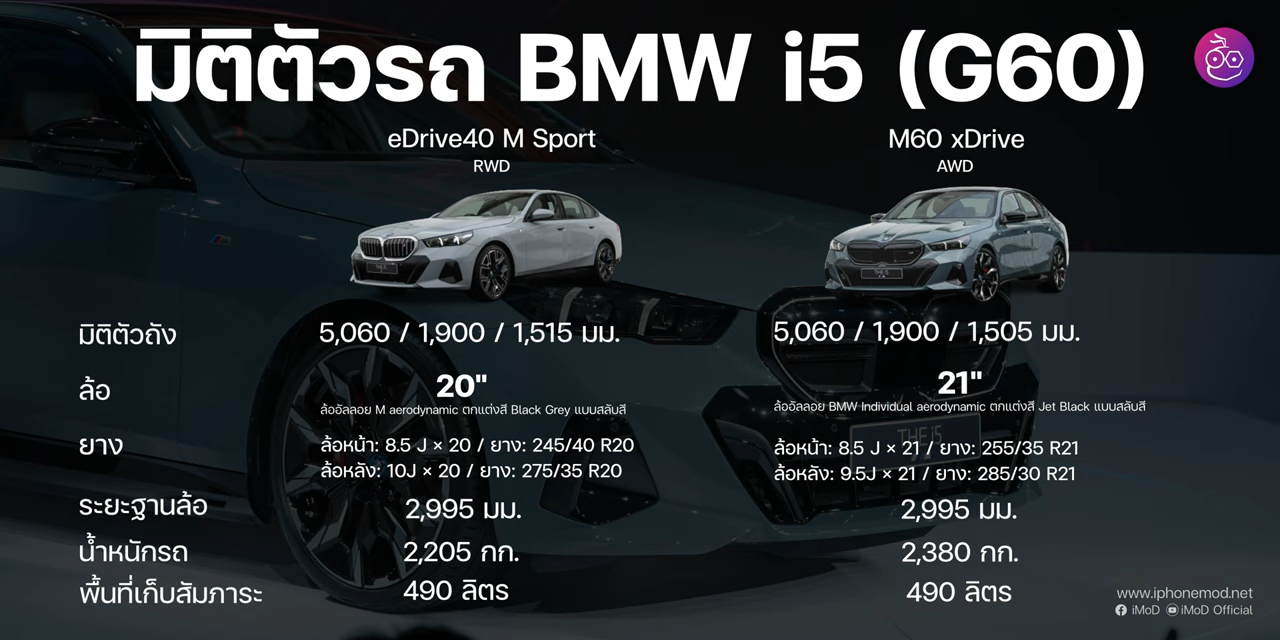 มิติตัวรถ BMW i5 (G60)
eDrive40 M Sport
RWD
M60 xDrive
AWD
THE i5
มิติตัวถัง
5,060 / 1,900 / 1,515 มม.
5,060 / 1,900 / 1,505 มม.
ล้อ
20"
ล้ออัลลอย M aerodynamic ตกแต่งสี Black Grey แบบสลับสี
21"
ล้ออัลลอย BMW Individual aerodynamic ตกแต่งสี Jet Black แบบสลับสี
ยาง
ล้อหน้า: 8.5 J × 20 / ยาง: 245/40 R20
ล้อหลัง: 10J × 20 / ยาง: 275/35 R20
ล้อหน้า: 8.5 J × 21 / ยาง: 255/35 R21
ล้อหลัง: 9.5J × 21 / ยาง: 285/30 R21
THE i5
ระยะฐานล้อ
2,995 มม.
2,995 มม.
น้ำหนักรถ
2,205 กก.
2,380 กก.
พื้นที่เก็บสัมภาระ
490 ลิตร
490 ลิตร
www.iphonemod.net
iMoD iMoD Official